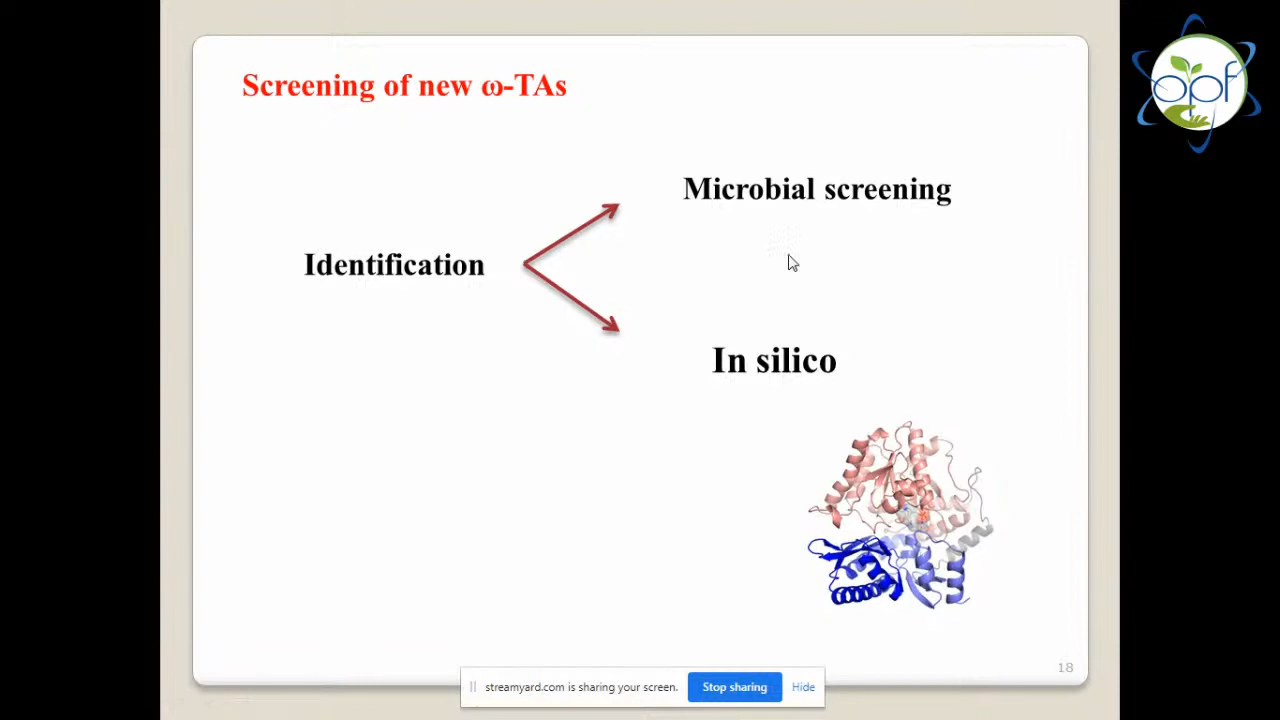 Screening of new ω-TAs
opf
Microbial screening
Identification
In silico
18
streamyard.com is sharing your screen.
Stop sharing
Hide